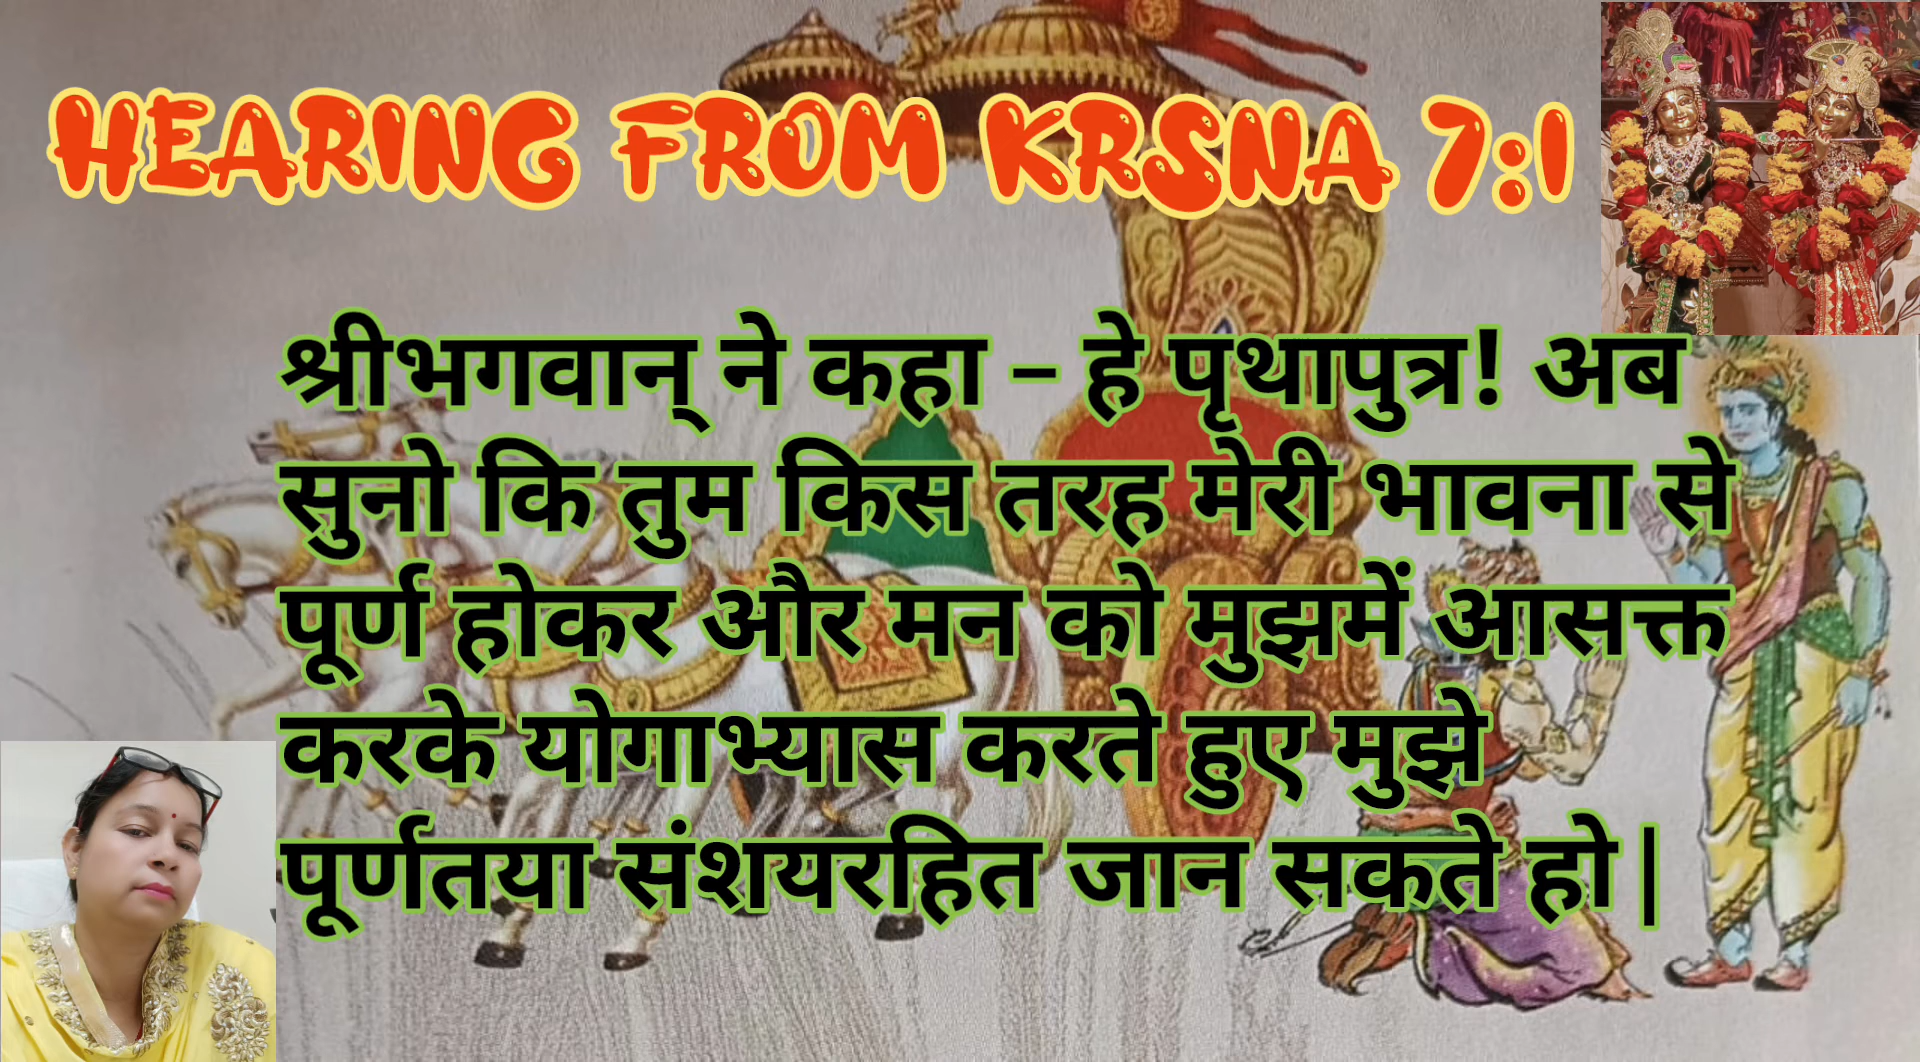 HEARING FROM KRSNA 7:1
श्रीभगवान् ने कहा – हे पृथापुत्र! अब
सुनो कि तुम किस तरह मेरी भावना से
पूर्ण होकर और मन को मुझमें आसक्त
करके योगाभ्यास करते हुए मुझे
पूर्णतया संशयरहित जान सकते हो|